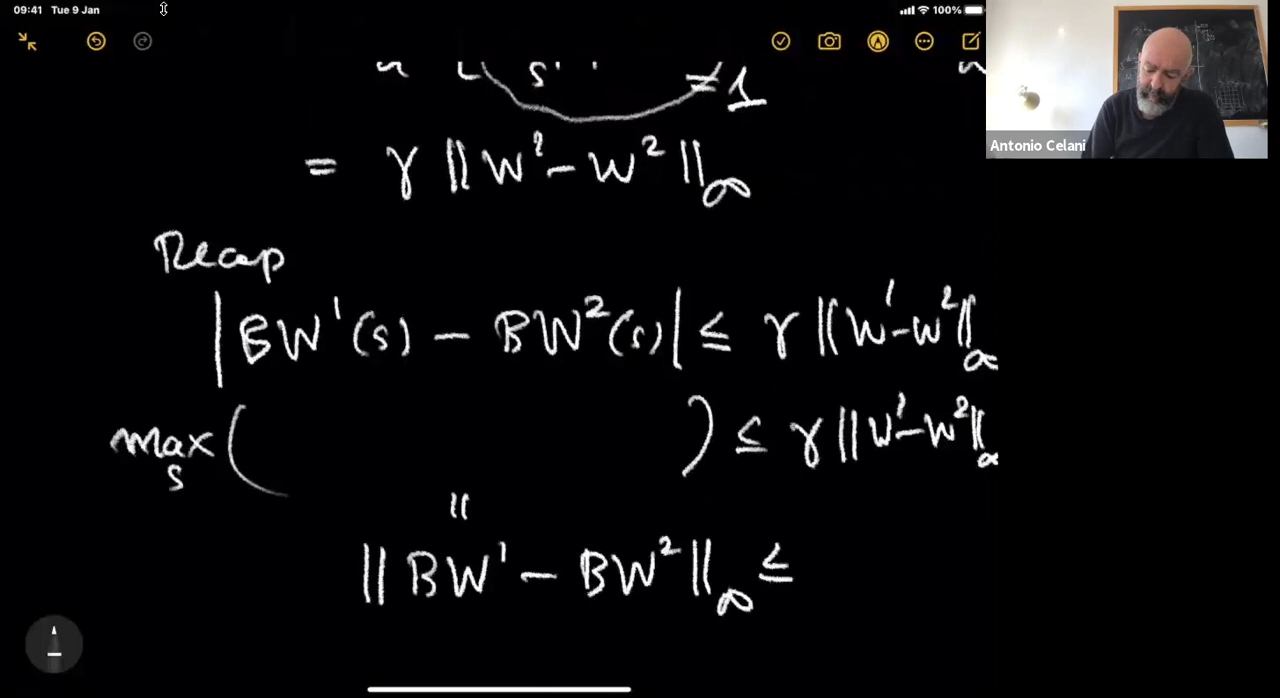 09:41 Tue 9 Jan 100%
Antonio Celani
s' ≠ 1
= γ || W¹ - W² ||∞
Recap
| BW¹(s) - BW²(s) | ≤ γ || W¹ - W² ||∞
max s ( ) ≤ γ || W¹ - W² ||∞
||
|| BW¹ - BW² ||∞ ≤